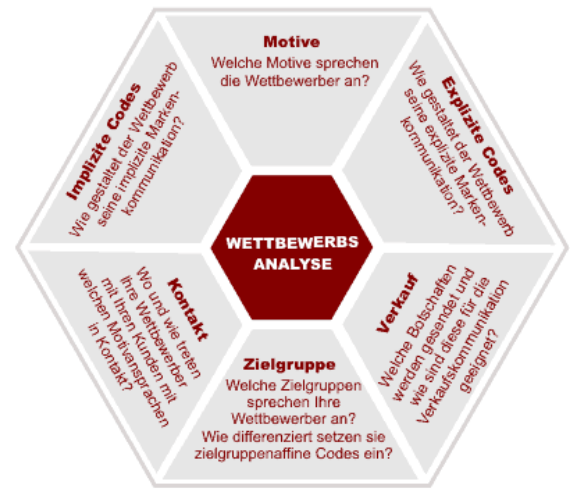 Motive
Welche Motive sprechen
die Wettbewerber an?
Explizite Codes
Wie gestaltet der Wettbewerb
seine explizite Marken-
kommunikation?
Verkauf
Welche Botschaften
werden gesendet und
wie sind diese für die
Verkaufskommunikation
geeignet?
Zielgruppe
Welche Zielgruppen
sprechen Ihre
Wettbewerber an?
Wie differenziert setzen sie
zielgruppenaffine Codes ein?
Kontakt
Wo und wie treten
Ihre Wettbewerber
mit Ihren Kunden mit
welchen Motivansprachen
in Kontakt?
Implizite Codes
Wie gestaltet der Wettbewerb
seine implizite Marken-
kommunikation?
WETTBEWERBS
ANALYSE